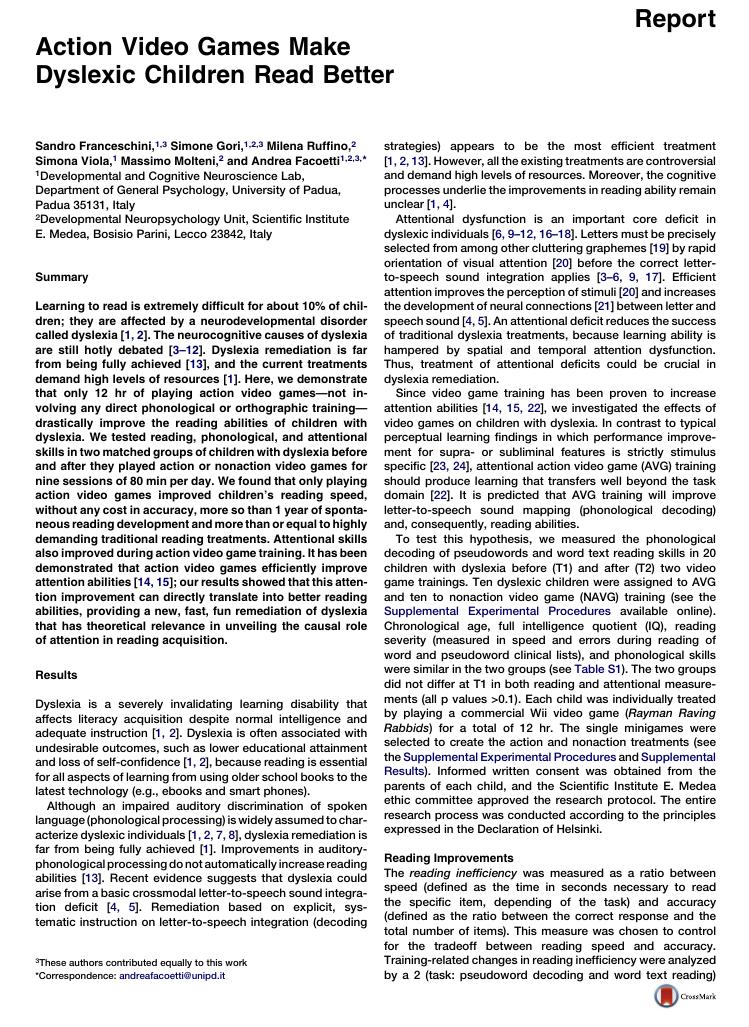 Report
Action Video Games Make
Dyslexic Children Read Better
Sandro Franceschini,1,3 Simone Gori,1,2,3 Milena Ruffino,2
Simona Viola,1 Massimo Molteni,2 and Andrea Facoetti1,2,3,*
1Developmental and Cognitive Neuroscience Lab,
Department of General Psychology, University of Padua,
Padua 35131, Italy
2Developmental Neuropsychology Unit, Scientific Institute
E. Medea, Bosisio Parini, Lecco 23842, Italy
Summary
Learning to read is extremely difficult for about 10% of chil-
dren; they are affected by a neurodevelopmental disorder
called dyslexia [1, 2]. The neurocognitive causes of dyslexia
are still hotly debated [3–12]. Dyslexia remediation is far
from being fully achieved [13], and the current treatments
demand high levels of resources [1]. Here, we demonstrate
that only 12 hr of playing action video games—not in-
volving any direct phonological or orthographic training—
drastically improve the reading abilities of children with
dyslexia. We tested reading, phonological, and attentional
skills in two matched groups of children with dyslexia before
and after they played action or nonaction video games for
nine sessions of 80 min per day. We found that only playing
action video games improved children's reading speed,
without any cost in accuracy, more so than 1 year of sponta-
neous reading development and more than or equal to highly
demanding traditional reading treatments. Attentional skills
also improved during action video game training. It has been
demonstrated that action video games efficiently improve
attention abilities [14, 15]; our results showed that this atten-
tion improvement can directly translate into better reading
abilities, providing a new, fast, fun remediation of dyslexia
that has theoretical relevance in unveiling the causal role
of attention in reading acquisition.
Results
Dyslexia is a severely invalidating learning disability that
affects literacy acquisition despite normal intelligence and
adequate instruction [1, 2]. Dyslexia is often associated with
undesirable outcomes, such as lower educational attainment
and loss of self-confidence [1, 2], because reading is essential
for all aspects of learning from using older school books to the
latest technology (e.g., ebooks and smart phones).
Although an impaired auditory discrimination of spoken
language (phonological processing) is widely assumed to char-
acterize dyslexic individuals [1, 2, 7, 8], dyslexia remediation is
far from being fully achieved [1]. Improvements in auditory-
phonological processing do not automatically increase reading
abilities [13]. Recent evidence suggests that dyslexia could
arise from a basic crossmodal letter-to-speech sound integra-
tion deficit [4, 5]. Remediation based on explicit, sys-
tematic instruction on letter-to-speech integration (decoding
3These authors contributed equally to this work
*Correspondence: andreafacoetti@unipd.it
strategies) appears to be the most efficient treatment
[1, 2, 13]. However, all the existing treatments are controversial
and demand high levels of resources. Moreover, the cognitive
processes underlie the improvements in reading ability remain
unclear [1, 4].
Attentional dysfunction is an important core deficit in
dyslexic individuals [6, 9–12, 16–18]. Letters must be precisely
selected from among other cluttering graphemes [19] by rapid
orientation of visual attention [20] before the correct letter-
to-speech sound integration applies [3–6, 9, 17]. Efficient
attention improves the perception of stimuli [20] and increases
the development of neural connections [21] between letter and
speech sound [4, 5]. An attentional deficit reduces the success
of traditional dyslexia treatments, because learning ability is
hampered by spatial and temporal attention dysfunction.
Thus, treatment of attentional deficits could be crucial in
dyslexia remediation.
Since video game training has been proven to increase
attention abilities [14, 15, 22], we investigated the effects of
video games on children with dyslexia. In contrast to typical
perceptual learning findings in which performance improve-
ment for supra- or subliminal features is strictly stimulus
specific [23, 24], attentional action video game (AVG) training
should produce learning that transfers well beyond the task
domain [22]. It is predicted that AVG training will improve
letter-to-speech sound mapping (phonological decoding)
and, consequently, reading abilities.
To test this hypothesis, we measured the phonological
decoding of pseudowords and word text reading skills in 20
children with dyslexia before (T1) and after (T2) two video
game trainings. Ten dyslexic children were assigned to AVG
and ten to nonaction video game (NAVG) training (see the
Supplemental Experimental Procedures available online).
Chronological age, full intelligence quotient (IQ), reading
severity (measured in speed and errors during reading of
word and pseudoword clinical lists), and phonological skills
were similar in the two groups (see Table S1). The two groups
did not differ at T1 in both reading and attentional measure-
ments (all p values >0.1). Each child was individually treated
by playing a commercial Wii video game (Rayman Raving
Rabbids) for a total of 12 hr. The single minigames were
selected to create the action and nonaction treatments (see
the Supplemental Experimental Procedures and Supplemental
Results). Informed written consent was obtained from the
parents of each child, and the Scientific Institute E. Medea
ethic committee approved the research protocol. The entire
research process was conducted according to the principles
expressed in the Declaration of Helsinki.
Reading Improvements
The reading inefficiency was measured as a ratio between
speed (defined as the time in seconds necessary to read
the specific item, depending of the task) and accuracy
(defined as the ratio between the correct response and the
total number of items). This measure was chosen to control
for the tradeoff between reading speed and accuracy.
Training-related changes in reading inefficiency were analyzed
by a 2 (task: pseudoword decoding and word text reading)
CrossMark